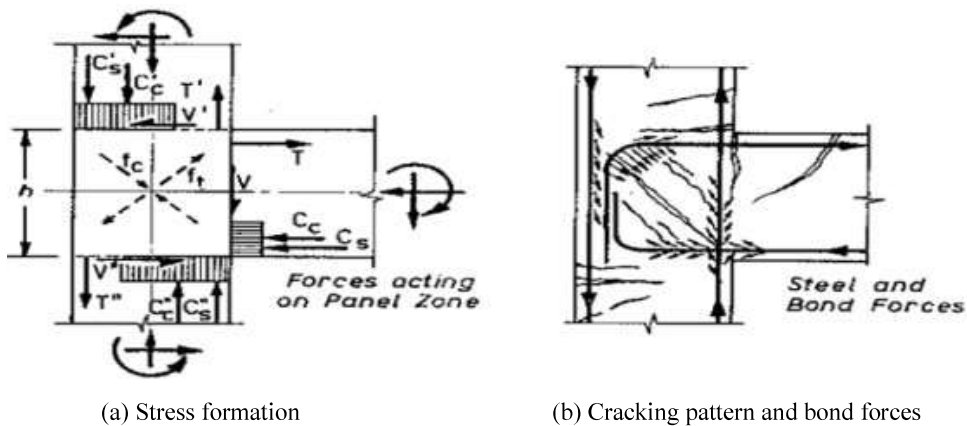 C's
C'c
T'
V'
T
h
fc
ft
V
Cc
Cs
V"
T"
C"c
C"s
Forces acting
on Panel Zone
Steel and
Bond Forces
(a) Stress formation
(b) Cracking pattern and bond forces